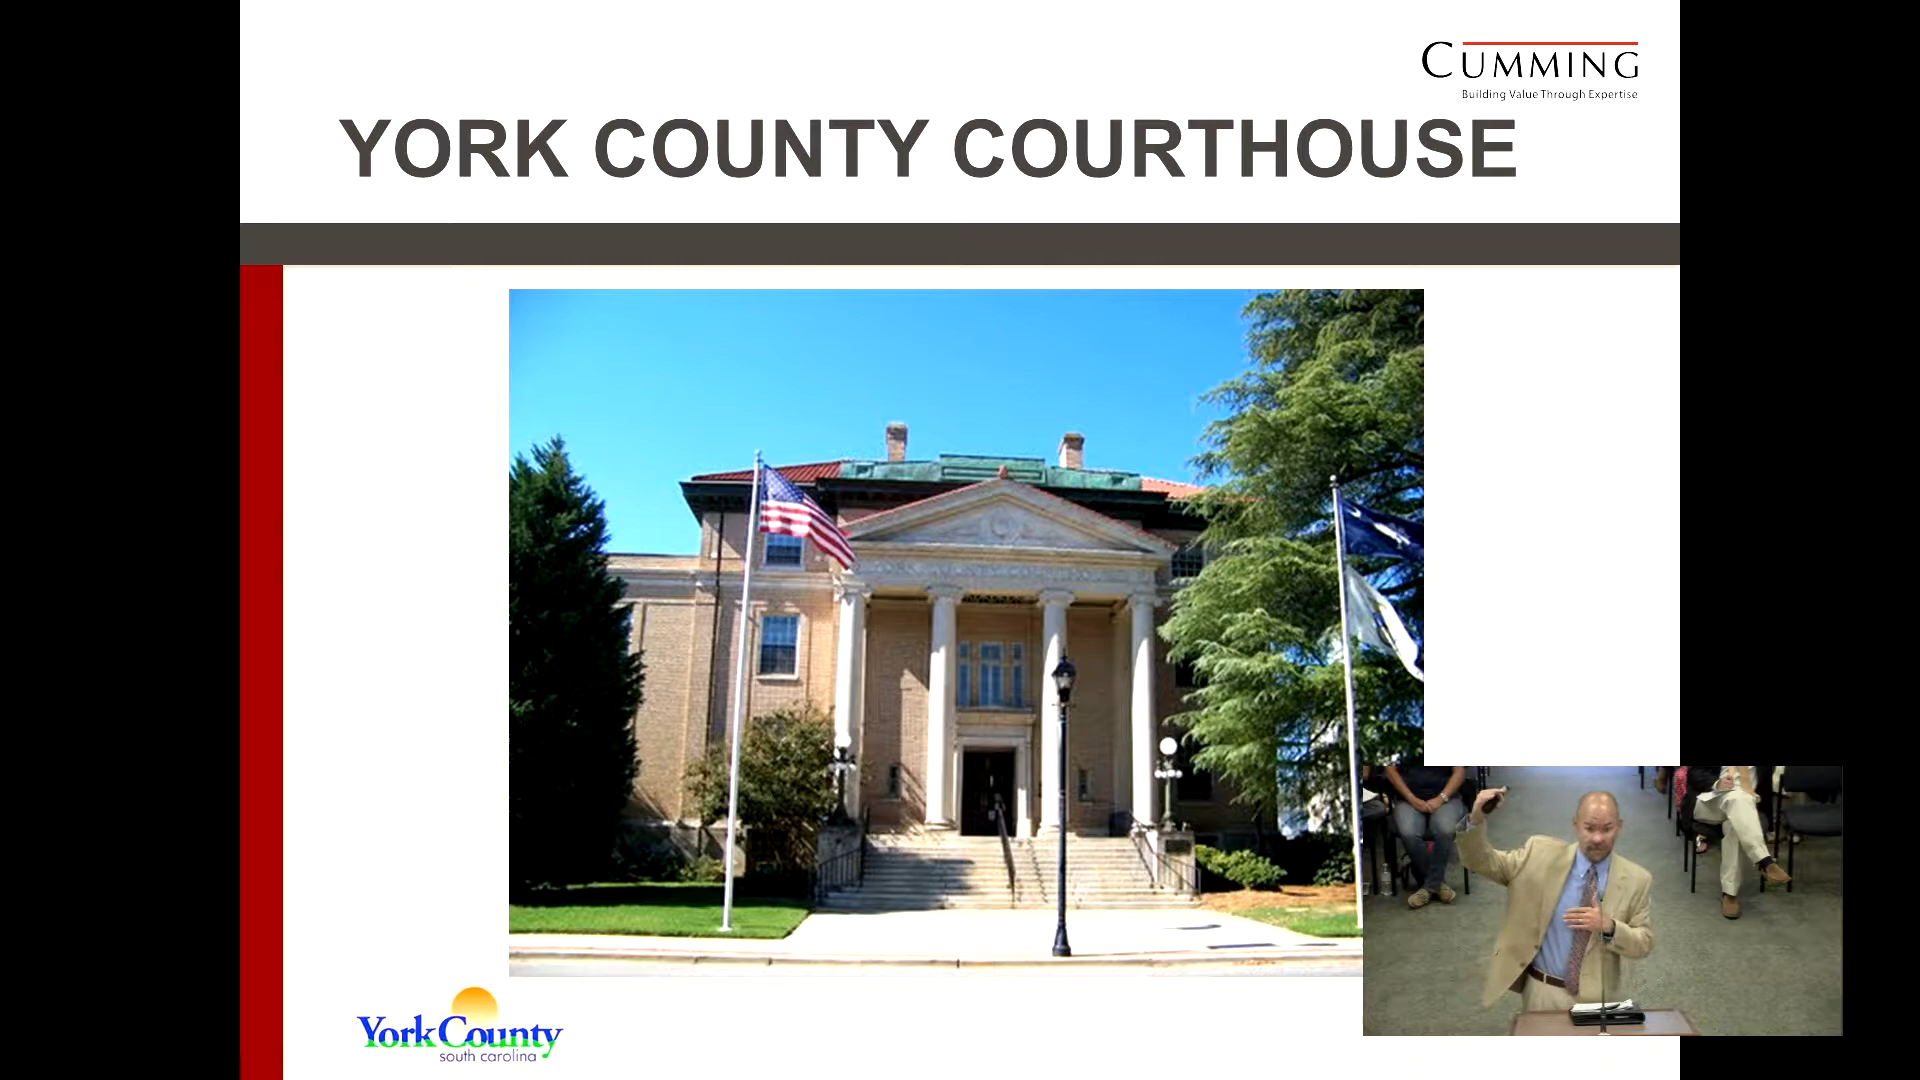 CUMMING
Building Value Through Expertise
YORK COUNTY COURTHOUSE
York County
south carolina